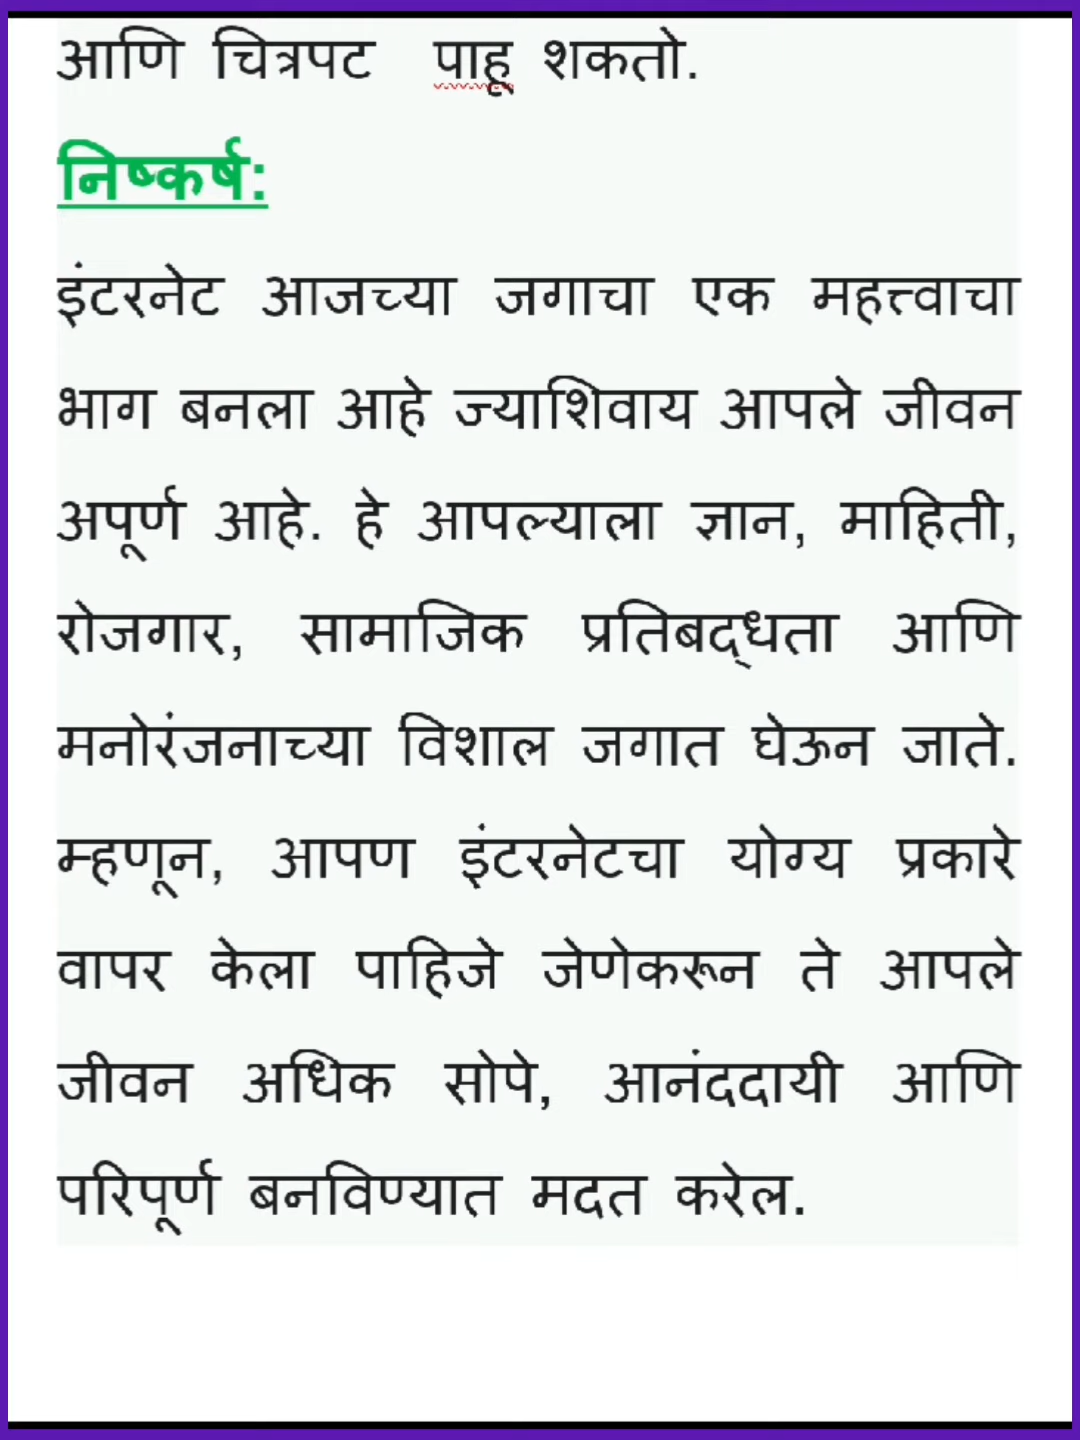 आणि चित्रपट पाहू शकतो.
निष्कर्ष:
इंटरनेट आजच्या जगाचा एक महत्त्वाचा
भाग बनला आहे ज्याशिवाय आपले जीवन
अपूर्ण आहे. हे आपल्याला ज्ञान, माहिती,
रोजगार, सामाजिक प्रतिबद्धता आणि
मनोरंजनाच्या विशाल जगात घेऊन जाते.
म्हणून, आपण इंटरनेटचा योग्य प्रकारे
वापर केला पाहिजे जेणेकरून ते आपले
जीवन अधिक सोपे, आनंददायी आणि
परिपूर्ण बनविण्यात मदत करेल.